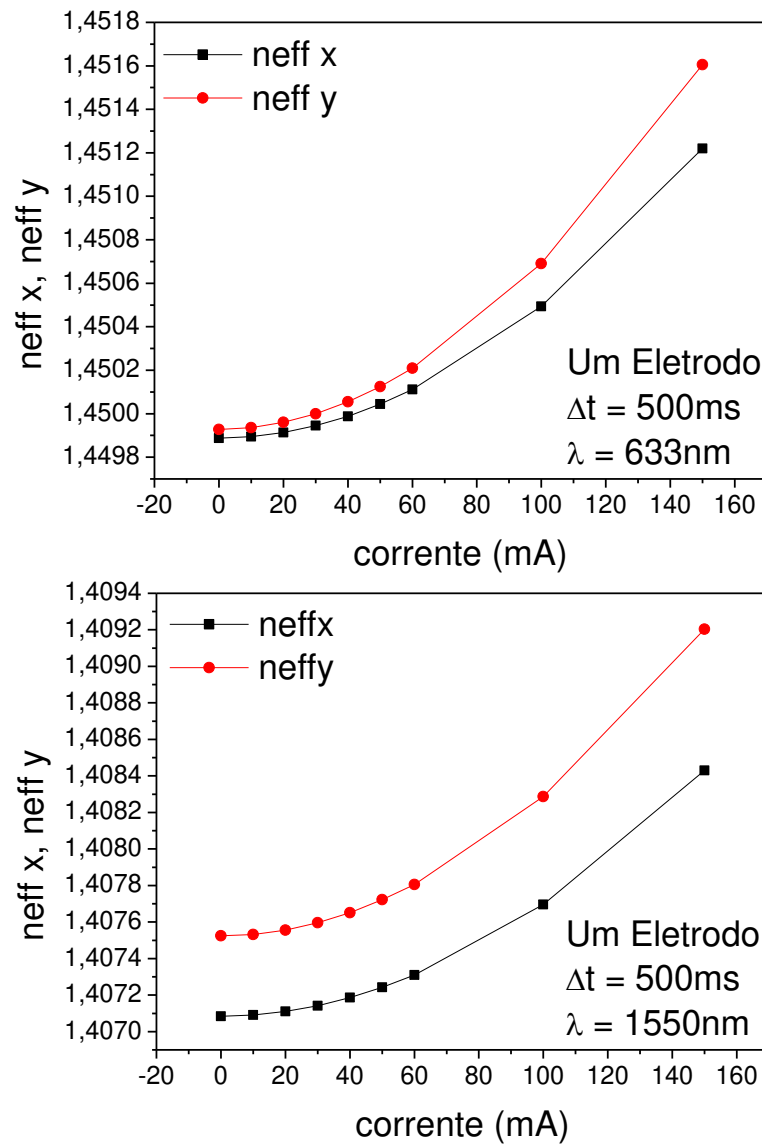 1,4518
1,4516
1,4514
1,4512
1,4510
1,4508
1,4506
1,4504
1,4502
1,4500
1,4498
neff x, neff y
neff x
neff y
Um Eletrodo
Δt = 500ms
λ = 633nm
-20 0 20 40 60 80 100 120 140 160
corrente (mA)
1,4094
1,4092
1,4090
1,4088
1,4086
1,4084
1,4082
1,4080
1,4078
1,4076
1,4074
1,4072
1,4070
neff x, neff y
neffx
neffy
Um Eletrodo
Δt = 500ms
λ = 1550nm
-20 0 20 40 60 80 100 120 140 160
corrente (mA)